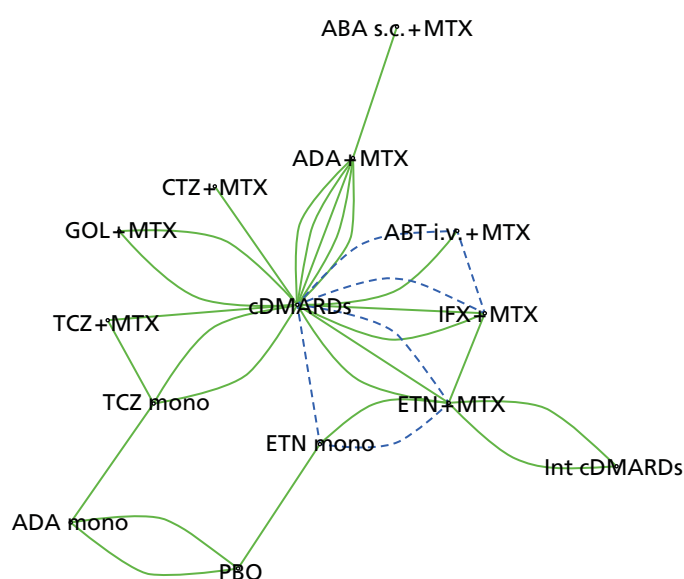 ABA s.c.+MTX
ADA+MTX
CTZ+MTX
GOL+MTX
ABT i.v.+MTX
cDMARDs
IFX+MTX
TCZ+MTX
TCZ mono
ETN+MTX
ETN mono
Int cDMARDs
ADA mono
PBO